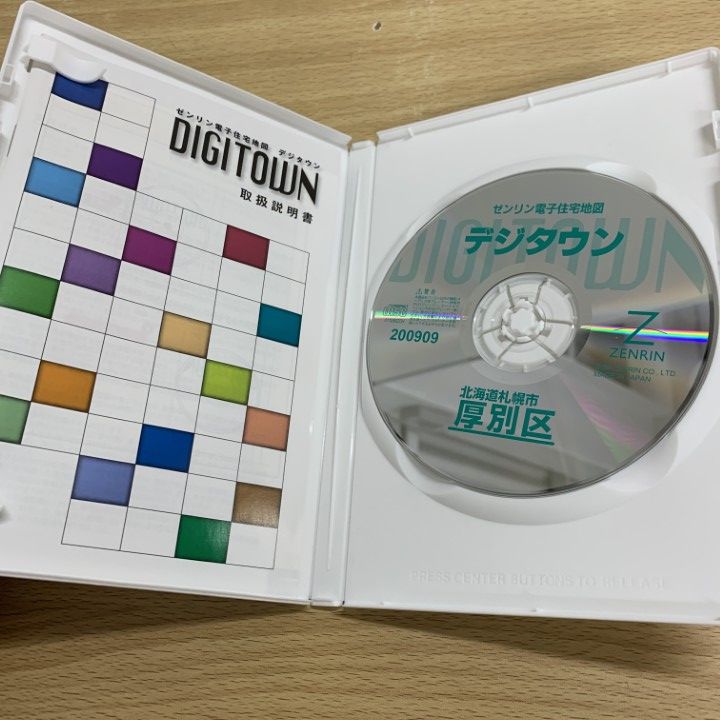 ゼンリン電子住宅地図 デジタウン
DIGITOWN
取扱説明書
ゼンリン電子住宅地図
DIGITOWN
デジタウン
200909
Z
ZENRIN
北海道札幌市
厚別区
PRESS CENTER BUTTONS TO RELEASE